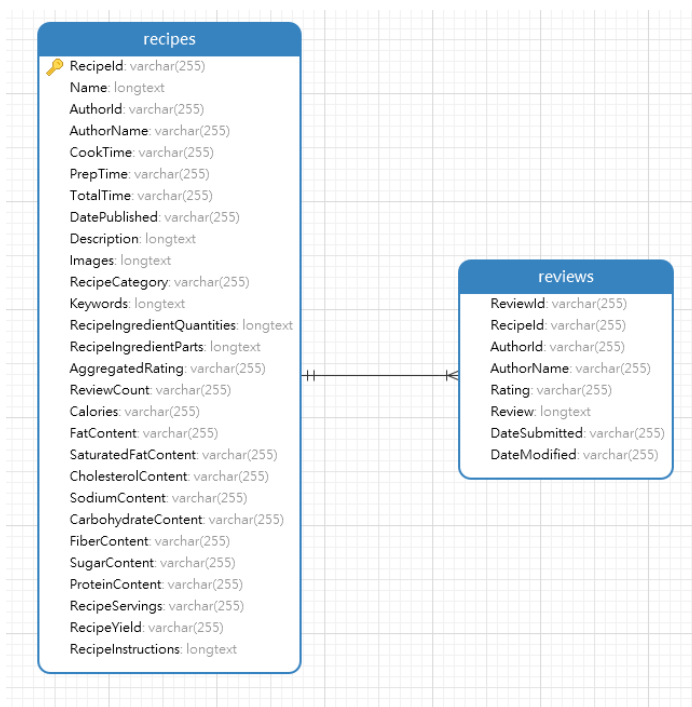 recipes
RecipeId: varchar(255)
Name: longtext
AuthorId: varchar(255)
AuthorName: varchar(255)
CookTime: varchar(255)
PrepTime: varchar(255)
TotalTime: varchar(255)
DatePublished: varchar(255)
Description: longtext
Images: longtext
RecipeCategory: varchar(255)
Keywords: longtext
RecipeIngredientQuantities: longtext
RecipeIngredientParts: longtext
AggregatedRating: varchar(255)
ReviewCount: varchar(255)
Calories: varchar(255)
FatContent: varchar(255)
SaturatedFatContent: varchar(255)
CholesterolContent: varchar(255)
SodiumContent: varchar(255)
CarbohydrateContent: varchar(255)
FiberContent: varchar(255)
SugarContent: varchar(255)
ProteinContent: varchar(255)
RecipeServings: varchar(255)
RecipeYield: varchar(255)
RecipeInstructions: longtext
reviews
ReviewId: varchar(255)
RecipeId: varchar(255)
AuthorId: varchar(255)
AuthorName: varchar(255)
Rating: varchar(255)
Review: longtext
DateSubmitted: varchar(255)
DateModified: varchar(255)